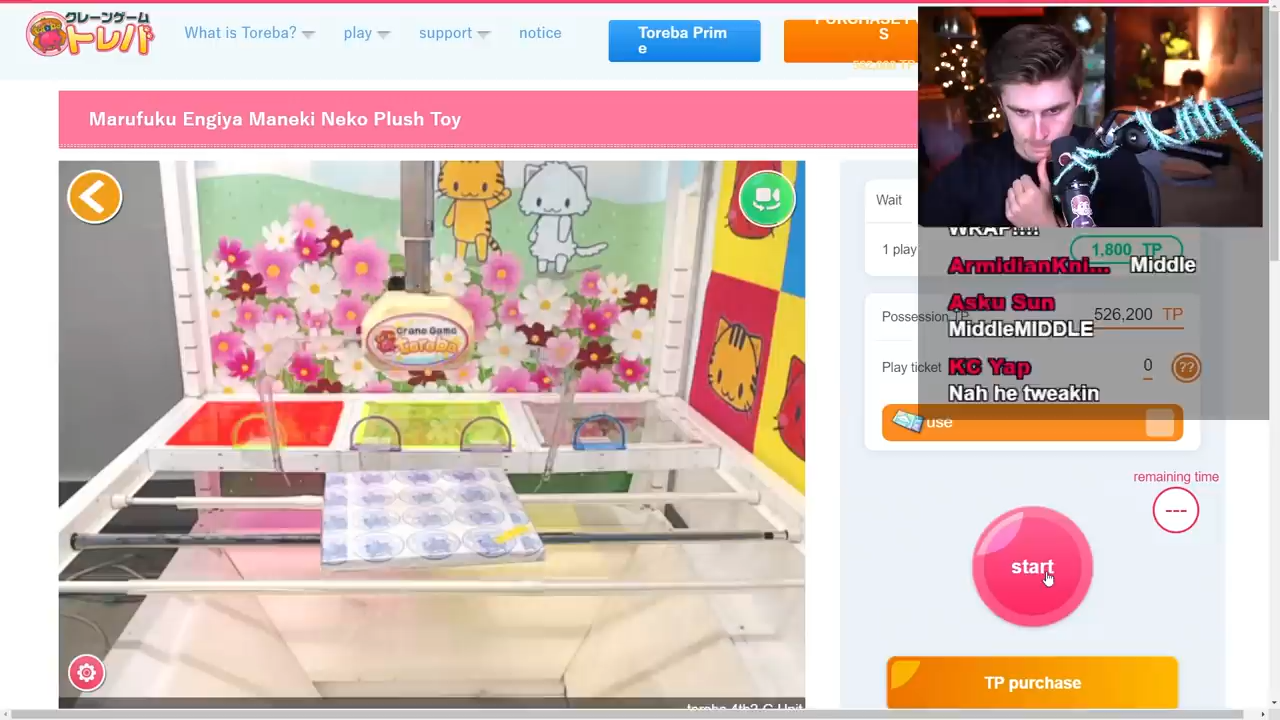 クレーンゲーム
トレバ
What is Toreba?
play
support
notice
Toreba Prim
e
S
Marufuku Engiya Maneki Neko Plush Toy
Crane Game
Toreba
Wait
1 play
1,800 TP
Possession TP
526,200 TP
Play ticket
0
??
use
remaining time
---
start
TP purchase
WRAP!!!!
ArmidianKni... Middle
Asku Sun
MiddleMIDDLE
KC Yap
Nah he tweakin